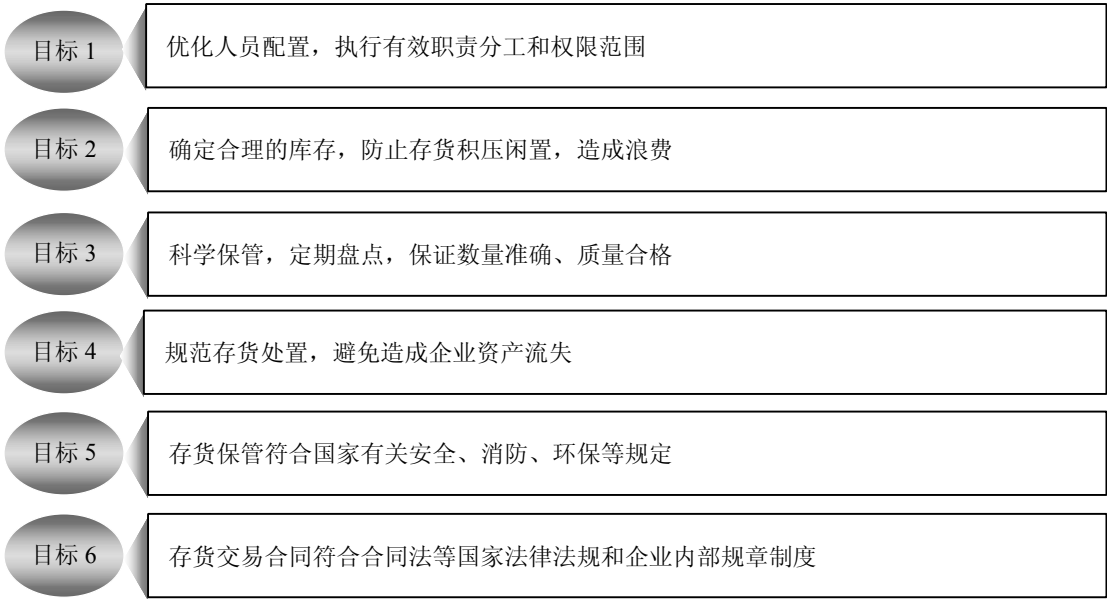 目标 1
优化人员配置，执行有效职责分工和权限范围
目标 2
确定合理的库存，防止存货积压闲置，造成浪费
目标 3
科学保管，定期盘点，保证数量准确、质量合格
目标 4
规范存货处置，避免造成企业资产流失
目标 5
存货保管符合国家有关安全、消防、环保等规定
目标 6
存货交易合同符合合同法等国家法律法规和企业内部规章制度